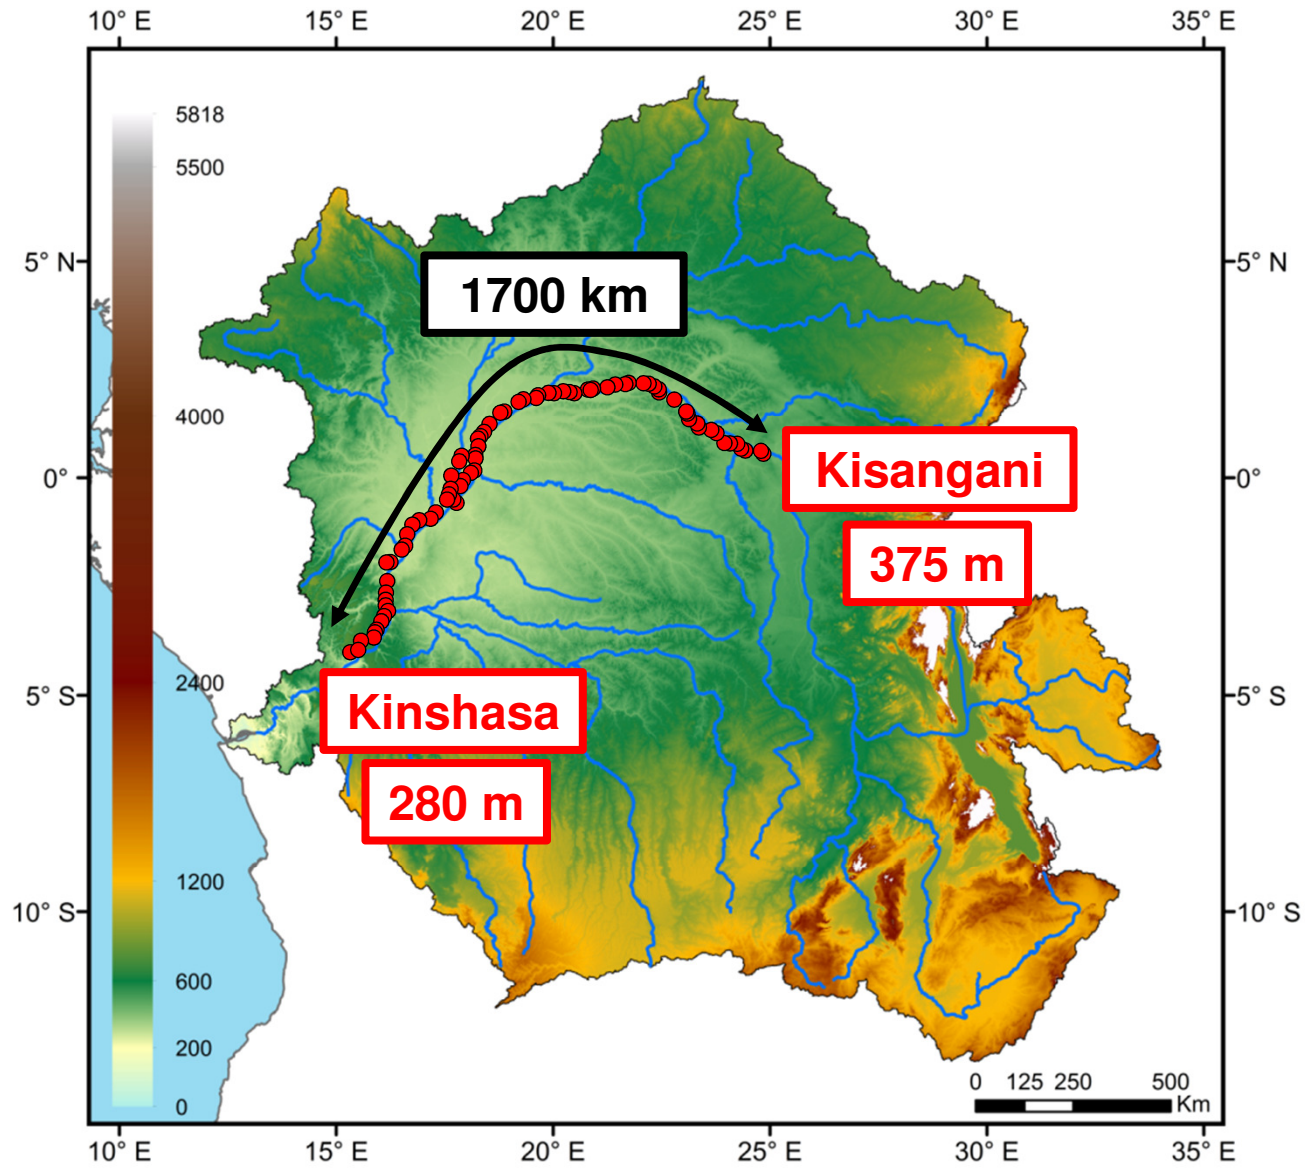 10° E 15° E 20° E 25° E 30° E 35° E
5818
5500
4000
2400
1200
600
200
0
5° N
0°
5° S
10° S
5° N
0°
5° S
10° S
1700 km
Kisangani
375 m
Kinshasa
280 m
0 125 250 500
Km
10° E 15° E 20° E 25° E 30° E 35° E